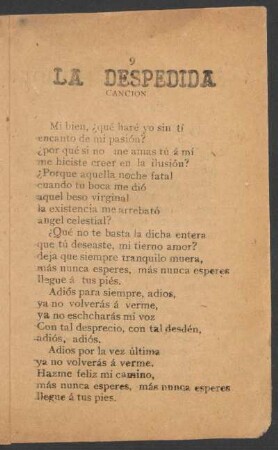 9
LA DESPEDIDA
CANCION
Mi bien, ¿qué haré yo sin tí
encanto de mi pasión?
¿por qué si no me amas tú á mí
me hiciste creer en la ilusión?
¿Porque aquella noche fatal
cuando tu boca me dió
aquel beso virginal
la existencia me arrebató
angel celestial?
¿Qué no te basta la dicha entera
que tú deseaste, mi tierno amor?
deja que siempre tranquilo muera,
más nunca esperes, más nunca esperes
llegue á tus piés.
Adiós para siempre, adios,
ya no volverás á verme,
ya no eschcharás mi voz
Con tal desprecio, con tal desdén,
adiós, adiós.
Adios por la vez última
ya no volverás á verme.
Hazme feliz mi camino,
más nunca esperes, más nunca esperes
llegue á tus pies.